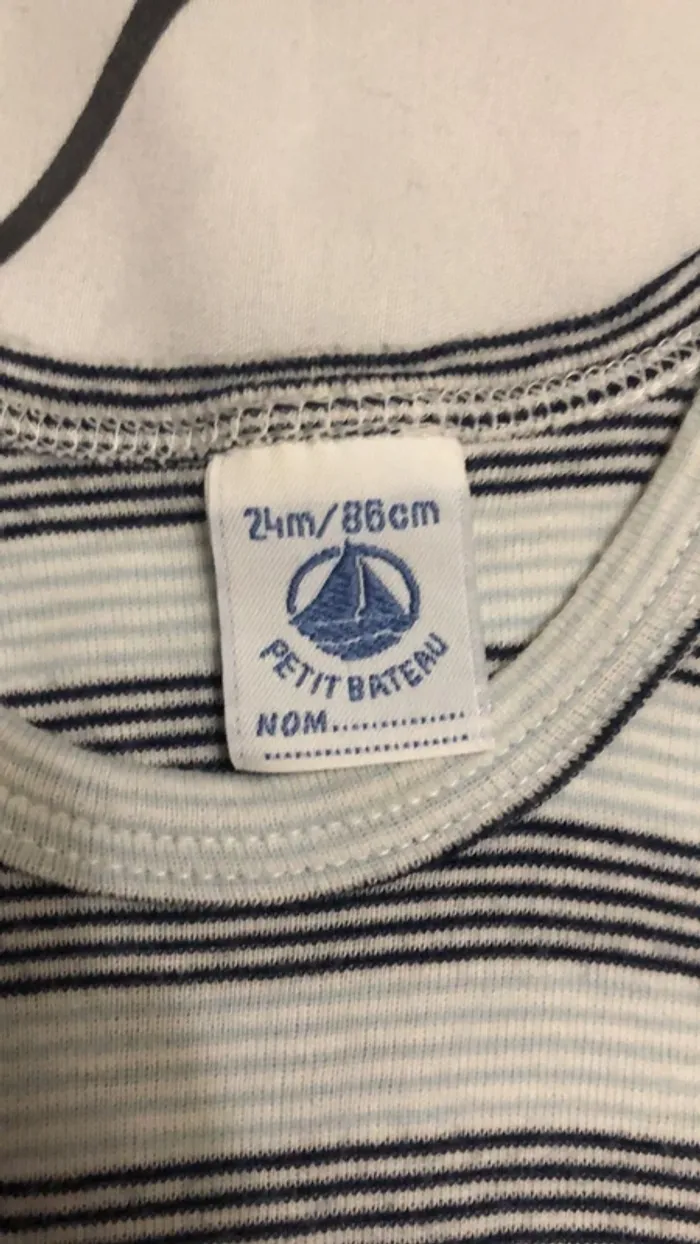 24m/86cm
PETIT BATEAU
NOM..............